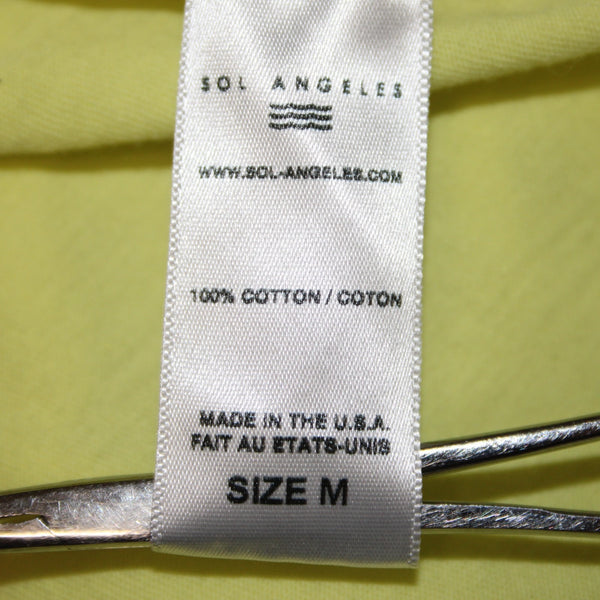 SOL ANGELES
WWW.SOL-ANGELES.COM
100% COTTON / COTON
MADE IN THE U.S.A.
FAIT AU ETATS-UNIS
SIZE M